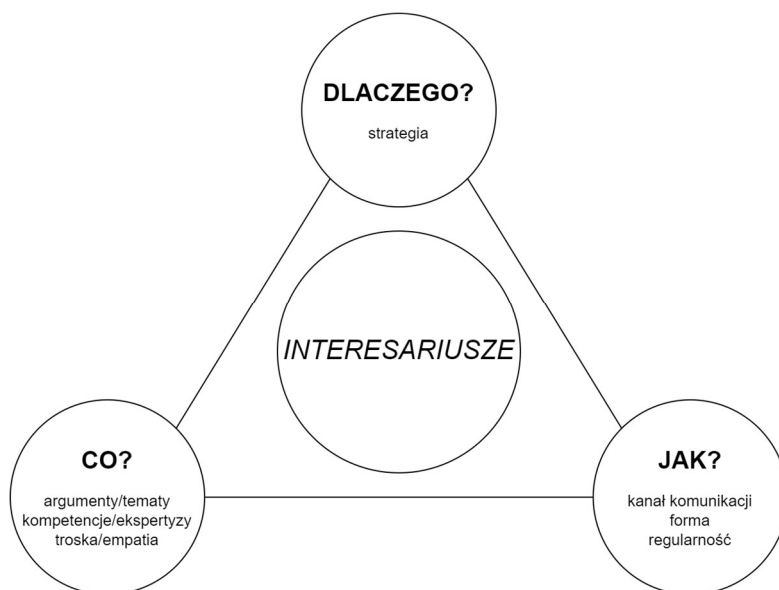 DLACZEGO?
strategia
INTERESARIUSZE
CO?
argumenty/tematy
kompetencje/ekspertyzy
troska/empatia
JAK?
kanał komunikacji
forma
regularność